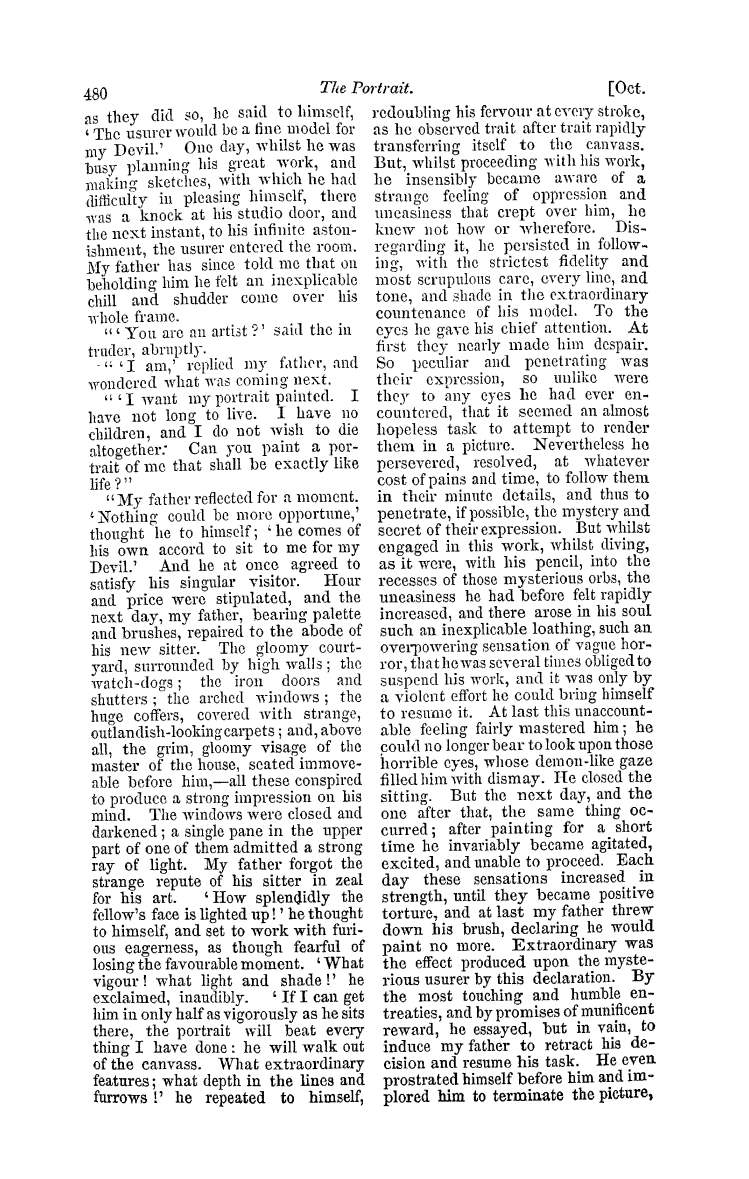 480
The Portrait.
[Oct.
as they did so, he said to himself,
‘The usurer would be a fine model for
my Devil.’ One day, whilst he was
busy planning his great work, and
making sketches, with which he had
difficulty in pleasing himself, there
was a knock at his studio door, and
the next instant, to his infinite aston-
ishment, the usurer entered the room.
My father has since told me that on
beholding him he felt an inexplicable
chill and shudder come over his
whole frame.
“‘You are an artist?’ said the in
truder, abruptly.
“‘I am,’ replied my father, and
wondered what was coming next.
“‘I want my portrait painted. I
have not long to live. I have no
children, and I do not wish to die
altogether. Can you paint a por-
trait of me that shall be exactly like
life?”
“My father reflected for a moment.
‘Nothing could be more opportune,’
thought he to himself; ‘he comes of
his own accord to sit to me for my
Devil.’ And he at once agreed to
satisfy his singular visitor. Hour
and price were stipulated, and the
next day, my father, bearing palette
and brushes, repaired to the abode of
his new sitter. The gloomy court-
yard, surrounded by high walls; the
watch-dogs; the iron doors and
shutters; the arched windows; the
huge coffers, covered with strange,
outlandish-looking carpets; and, above
all, the grim, gloomy visage of the
master of the house, seated immove-
able before him,—all these conspired
to produce a strong impression on his
mind. The windows were closed and
darkened; a single pane in the upper
part of one of them admitted a strong
ray of light. My father forgot the
strange repute of his sitter in zeal
for his art. ‘How splendidly the
fellow's face is lighted up!’ he thought
to himself, and set to work with furi-
ous eagerness, as though fearful of
losing the favourable moment. ‘What
vigour! what light and shade!’ he
exclaimed, inaudibly. ‘If I can get
him in only half as vigorously as he sits
there, the portrait will beat every
thing I have done: he will walk out
of the canvass. What extraordinary
features; what depth in the lines and
furrows!’ he repeated to himself,
redoubling his fervour at every stroke,
as he observed trait after trait rapidly
transferring itself to the canvass.
But, whilst proceeding with his work,
he insensibly became aware of a
strange feeling of oppression and
uneasiness that crept over him, he
knew not how or wherefore. Dis-
regarding it, he persisted in follow-
ing, with the strictest fidelity and
most scrupulous care, every line, and
tone, and shade in the extraordinary
countenance of his model. To the
eyes he gave his chief attention. At
first they nearly made him despair.
So peculiar and penetrating was
their expression, so unlike were
they to any eyes he had ever en-
countered, that it seemed an almost
hopeless task to attempt to render
them in a picture. Nevertheless he
persevered, resolved, at whatever
cost of pains and time, to follow them
in their minute details, and thus to
penetrate, if possible, the mystery and
secret of their expression. But whilst
engaged in this work, whilst diving,
as it were, with his pencil, into the
recesses of those mysterious orbs, the
uneasiness he had before felt rapidly
increased, and there arose in his soul
such an inexplicable loathing, such an
overpowering sensation of vague hor-
ror, that he was several times obliged to
suspend his work, and it was only by
a violent effort he could bring himself
to resume it. At last this unaccount-
able feeling fairly mastered him; he
could no longer bear to look upon those
horrible eyes, whose demon-like gaze
filled him with dismay. He closed the
sitting. But the next day, and the
one after that, the same thing oc-
curred; after painting for a short
time he invariably became agitated,
excited, and unable to proceed. Each
day these sensations increased in
strength, until they became positive
torture, and at last my father threw
down his brush, declaring he would
paint no more. Extraordinary was
the effect produced upon the myste-
rious usurer by this declaration. By
the most touching and humble en-
treaties, and by promises of munificent
reward, he essayed, but in vain, to
induce my father to retract his de-
cision and resume his task. He even
prostrated himself before him and im-
plored him to terminate the picture,